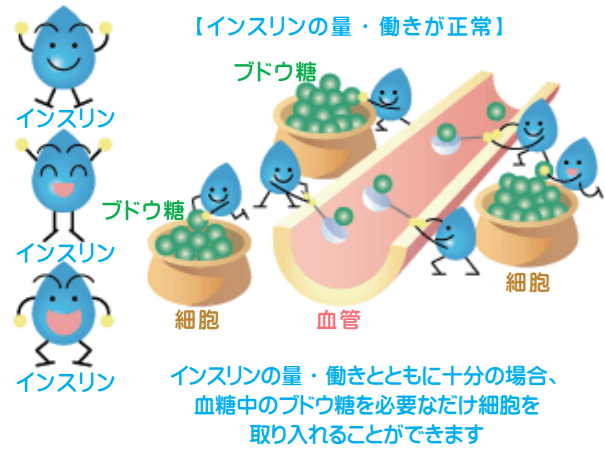 【インスリンの量・働きが正常】
ブドウ糖
インスリン
ブドウ糖
インスリン
細胞
細胞
血管
インスリン
インスリンの量・働きとともに十分の場合、
血糖中のブドウ糖を必要なだけ細胞を
取り入れることができます